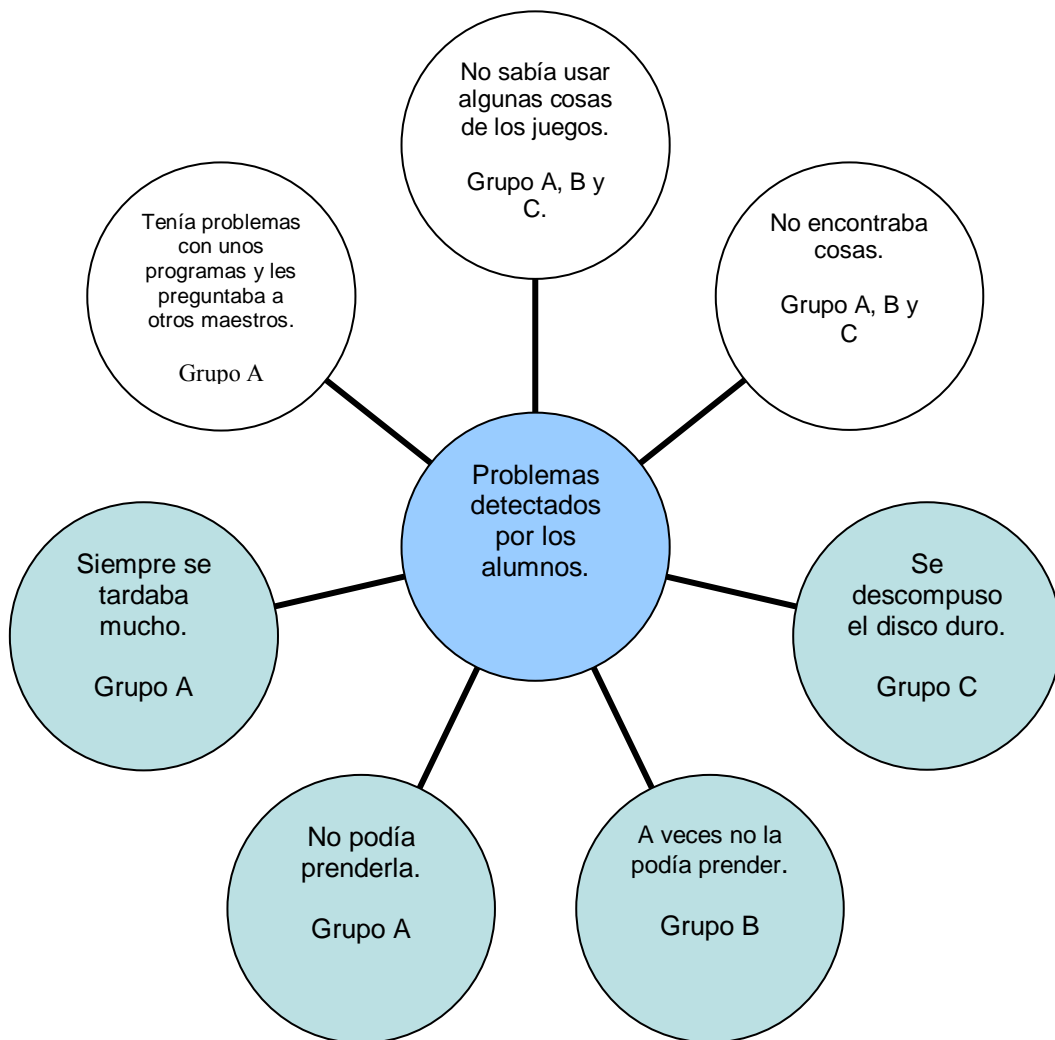 No sabía usar
algunas cosas
de los juegos.
Grupo A, B y
C.
Tenía problemas
con unos
programas y les
preguntaba a
otros maestros.
Grupo A
No encontraba
cosas.
Grupo A, B y
C
Problemas
detectados
por los
alumnos.
Siempre se
tardaba
mucho.
Grupo A
Se
descompuso
el disco duro.
Grupo C
No podía
prenderla.
Grupo A
A veces no la
podía prender.
Grupo B